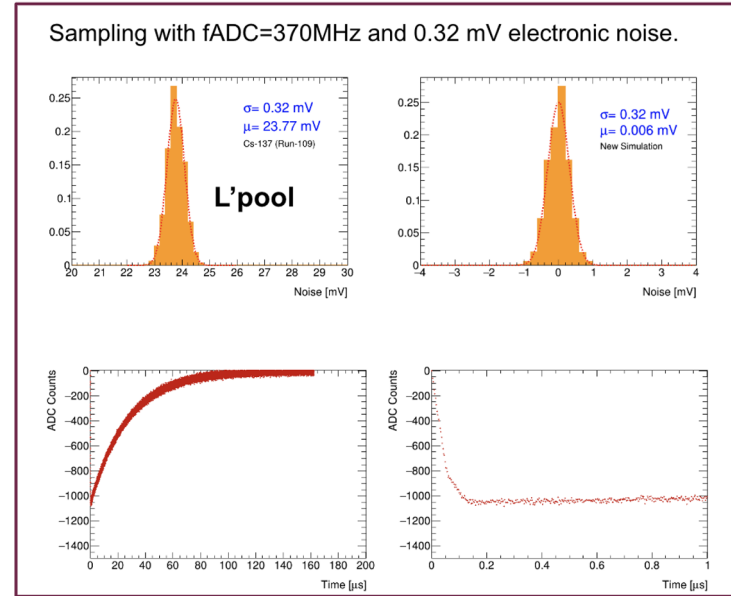 Sampling with fADC=370MHz and 0.32 mV electronic noise.
0.25
0.2
0.15
0.1
0.05
0
σ= 0.32 mV
μ= 23.77 mV
Cs-137 (Run-109)
L'pool
20 21 22 23 24 25 26 27 28 29 30
Noise [mV]
0.25
0.2
0.15
0.1
0.05
0
σ= 0.32 mV
μ= 0.006 mV
New Simulation
−4 −3 −2 −1 0 1 2 3 4
Noise [mV]
ADC Counts
0
−200
−400
−600
−800
−1000
−1200
−1400
0 20 40 60 80 100 120 140 160 180 200
Time [μs]
ADC Counts
0
−200
−400
−600
−800
−1000
−1200
−1400
0 0.2 0.4 0.6 0.8 1
Time [μs]